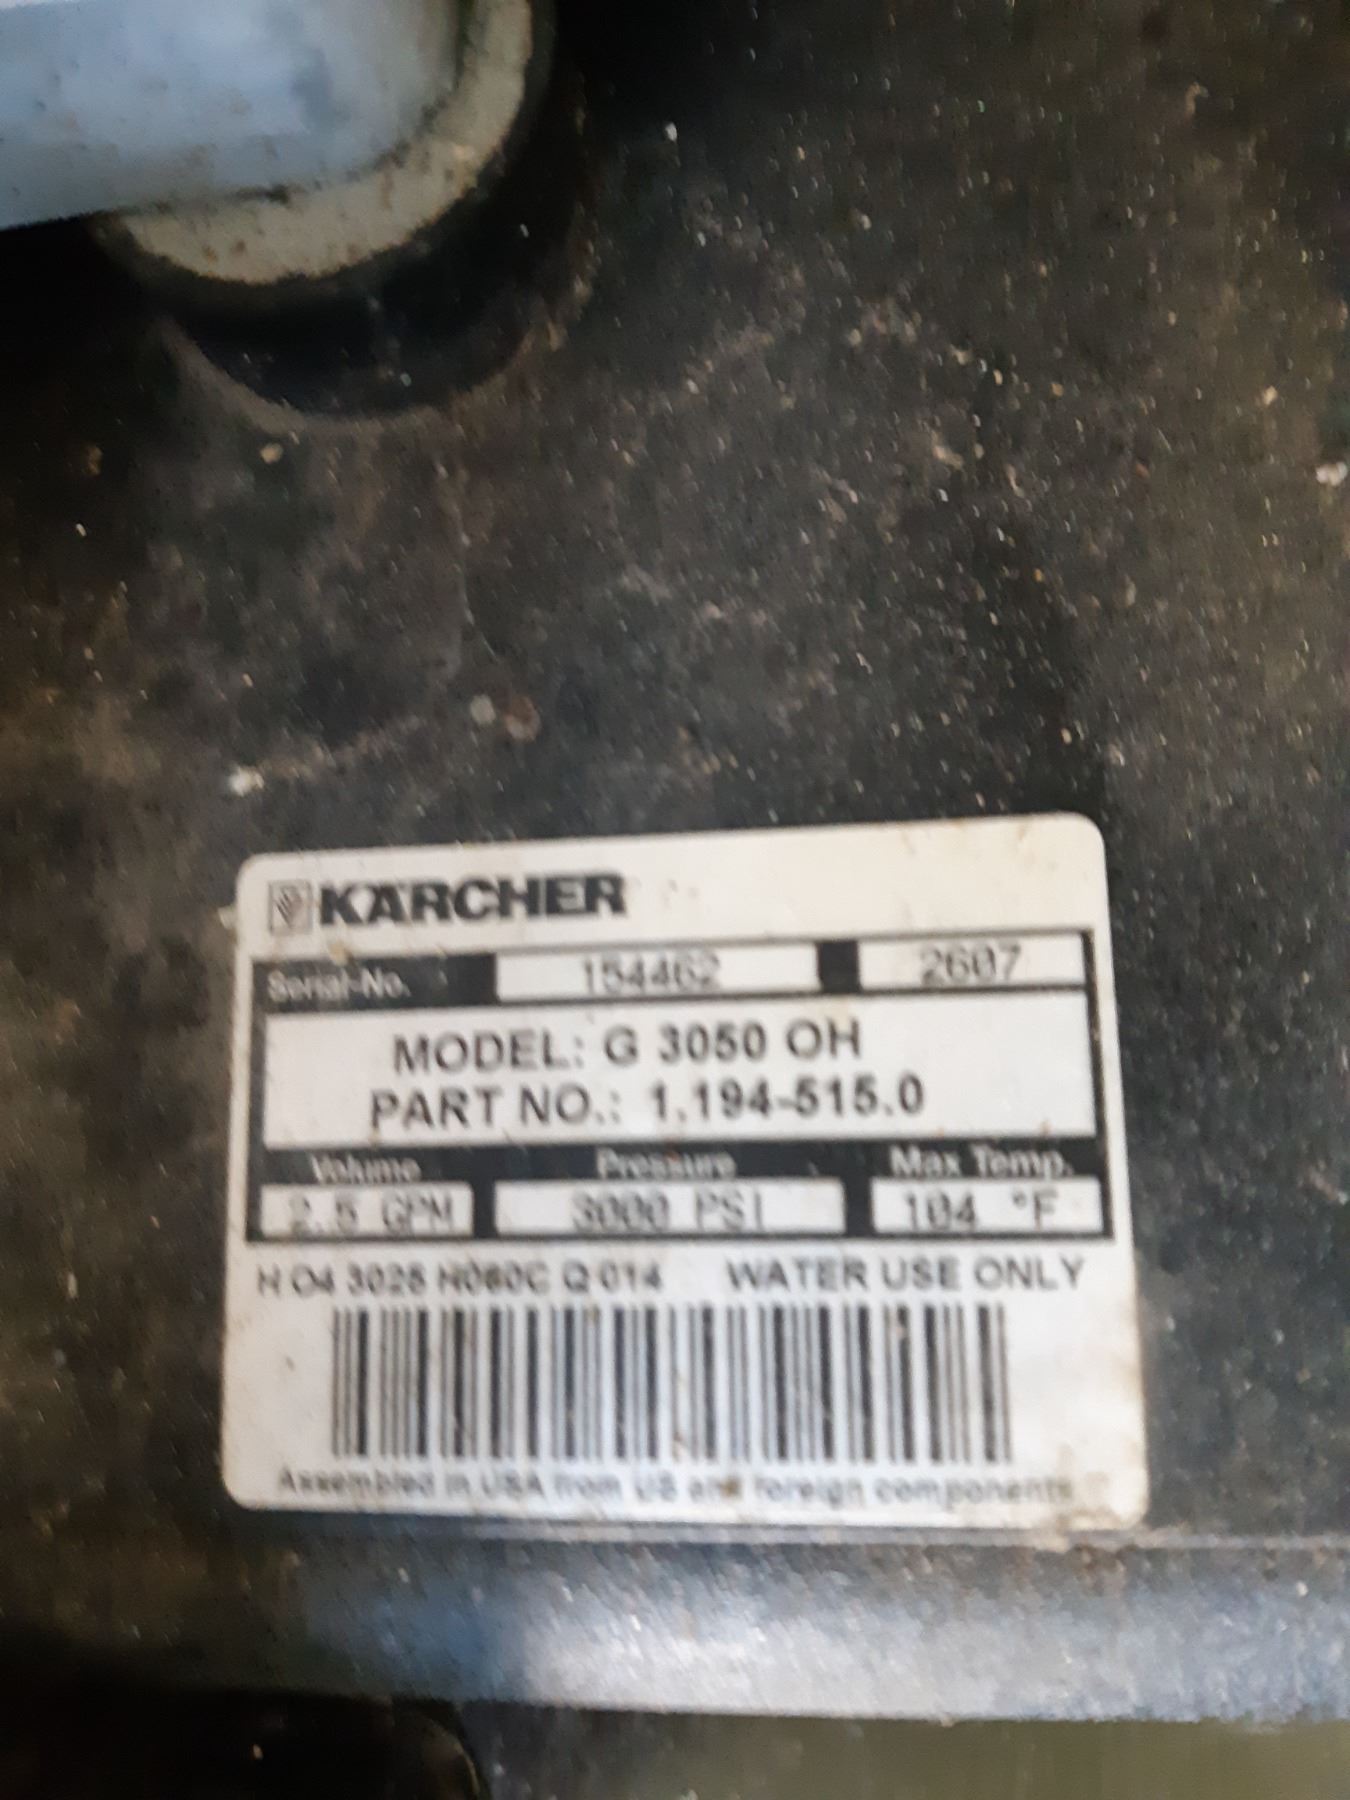 KÄRCHER
Serial-No. 154462 2607
MODEL: G 3050 OH
PART NO.: 1.194-515.0
Volume Pressure Max Temp.
2.5 GPM 3000 PSI 104 °F
H 04 3025 H080C Q 014 WATER USE ONLY
Assembled in USA from US and foreign components